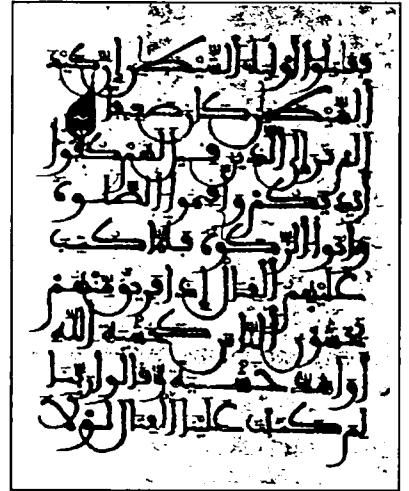 فقتلوا اوليا الشيطن ان كيد
الشيطن كان ضعيفا
الم تر الى الذين قيل لهم كفوا
ايديكم واقيموا الصلوة
واتوا الزكوة فلما كتب
عليهم القتال اذا فريق منهم
يخشون الناس كخشية الله
او اشد خشية وقالوا ربنا
لم كتبت علينا القتال لولا